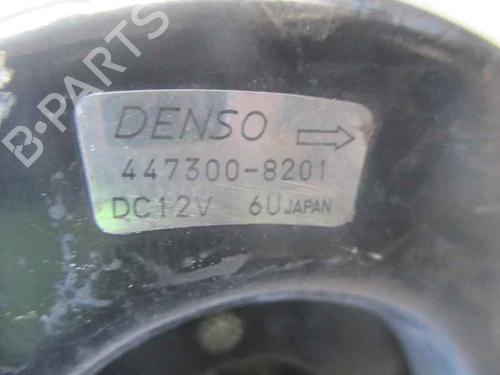 B-PARTS
DENSO
447300-8201
DC12V 6U JAPAN